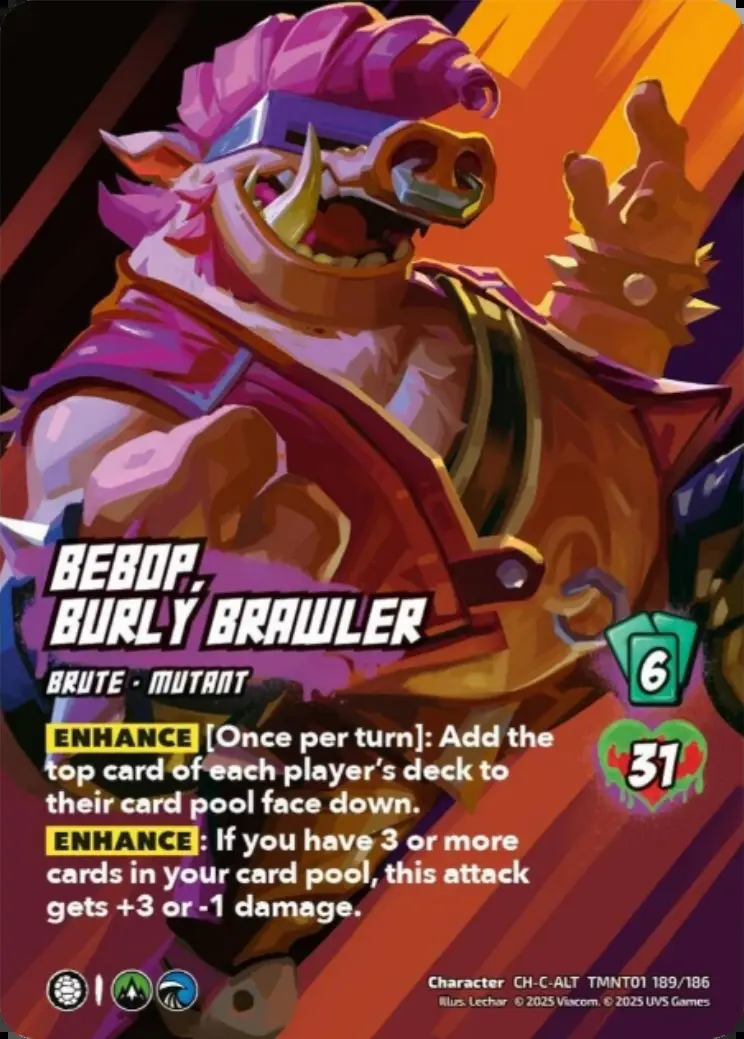 BEBOP,
BURLY BRAWLER
BRUTE · MUTANT
6
31
ENHANCE [Once per turn]: Add the
top card of each player's deck to
their card pool face down.
ENHANCE: If you have 3 or more
cards in your card pool, this attack
gets +3 or -1 damage.
Character CH-C-ALT TMNT01 189/186
Illus. Lechar © 2025 Viacom. © 2025 UVS Games